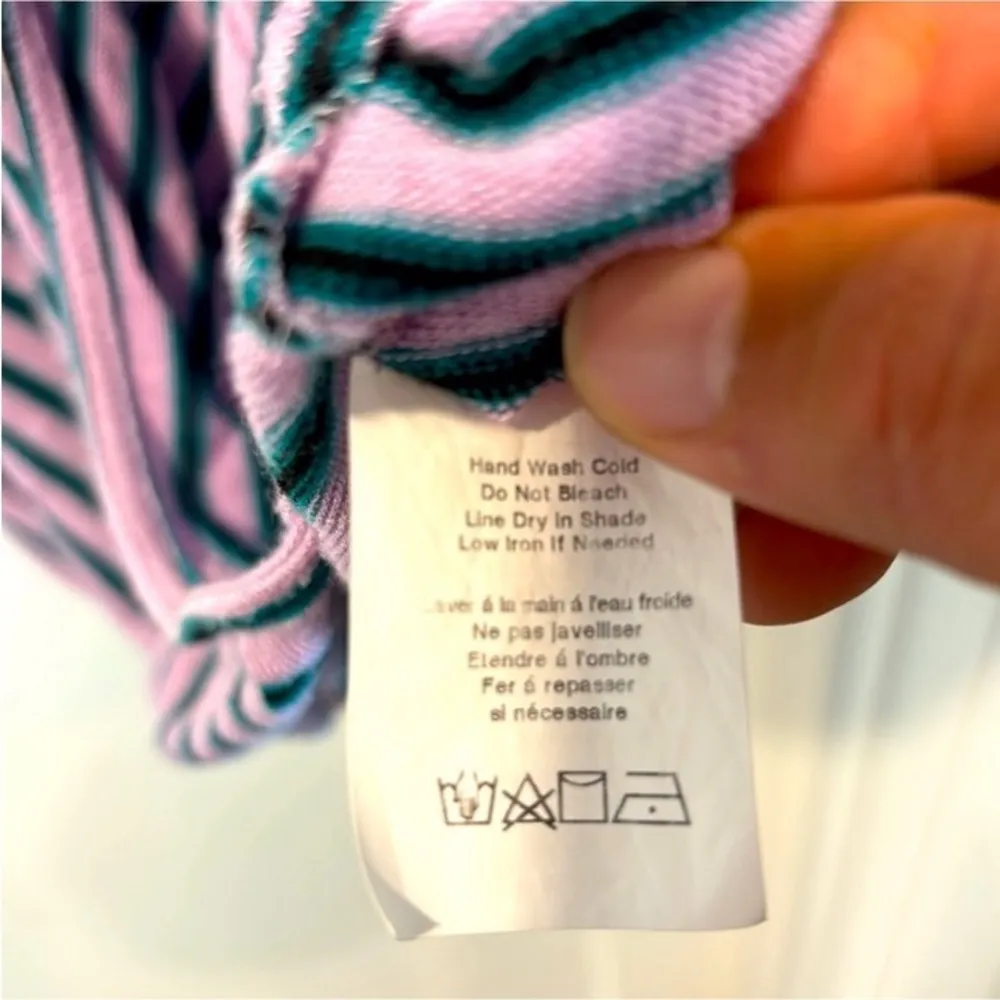 Hand Wash Cold
Do Not Bleach
Line Dry In Shade
Low Iron If Needed
á la main á l'eau froide
Ne pas javelliser
Etendre á l'ombre
Fer á repasser
si nécessaire